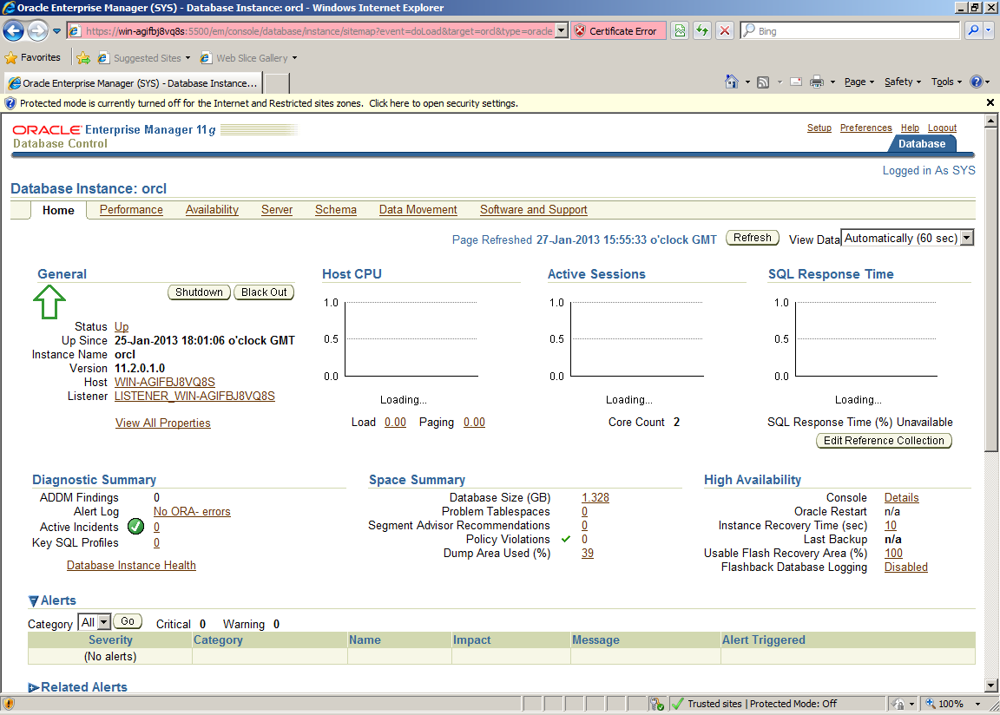 Oracle Enterprise Manager (SYS) - Database Instance: orcl - Windows Internet Explorer
https://win-agifbj8vq8s:5500/em/console/database/instance/sitemap?event=doLoad&target=orcl&type=oracle
Certificate Error
Bing
Favorites
Suggested Sites
Web Slice Gallery
Oracle Enterprise Manager (SYS) - Database Instance...
Page
Safety
Tools
Protected mode is currently turned off for the Internet and Restricted sites zones. Click here to open security settings.
ORACLE Enterprise Manager 11g
Database Control
Setup Preferences Help Logout
Database
Logged in As SYS
Database Instance: orcl
Home Performance Availability Server Schema Data Movement Software and Support
Page Refreshed 27-Jan-2013 15:55:33 o'clock GMT Refresh View Data Automatically (60 sec)
General
Shutdown Black Out
Status Up
Up Since 25-Jan-2013 18:01:06 o'clock GMT
Instance Name orcl
Version 11.2.0.1.0
Host WIN-AGIFBJ8VQ8S
Listener LISTENER_WIN-AGIFBJ8VQ8S
View All Properties
Host CPU
1.0
0.5
0.0
Loading...
Load 0.00 Paging 0.00
Active Sessions
1.0
0.5
0.0
Loading...
Core Count 2
SQL Response Time
1.0
0.5
0.0
Loading...
SQL Response Time (%) Unavailable
Edit Reference Collection
Diagnostic Summary
ADDM Findings 0
Alert Log No ORA- errors
Active Incidents 0
Key SQL Profiles 0
Database Instance Health
Space Summary
Database Size (GB) 1.328
Problem Tablespaces 0
Segment Advisor Recommendations 0
Policy Violations 0
Dump Area Used (%) 39
High Availability
Console Details
Oracle Restart n/a
Instance Recovery Time (sec) 10
Last Backup n/a
Usable Flash Recovery Area (%) 100
Flashback Database Logging Disabled
Alerts
Category All Go Critical 0 Warning 0
Severity Category Name Impact Message Alert Triggered
(No alerts)
Related Alerts
Trusted sites | Protected Mode: Off
100%